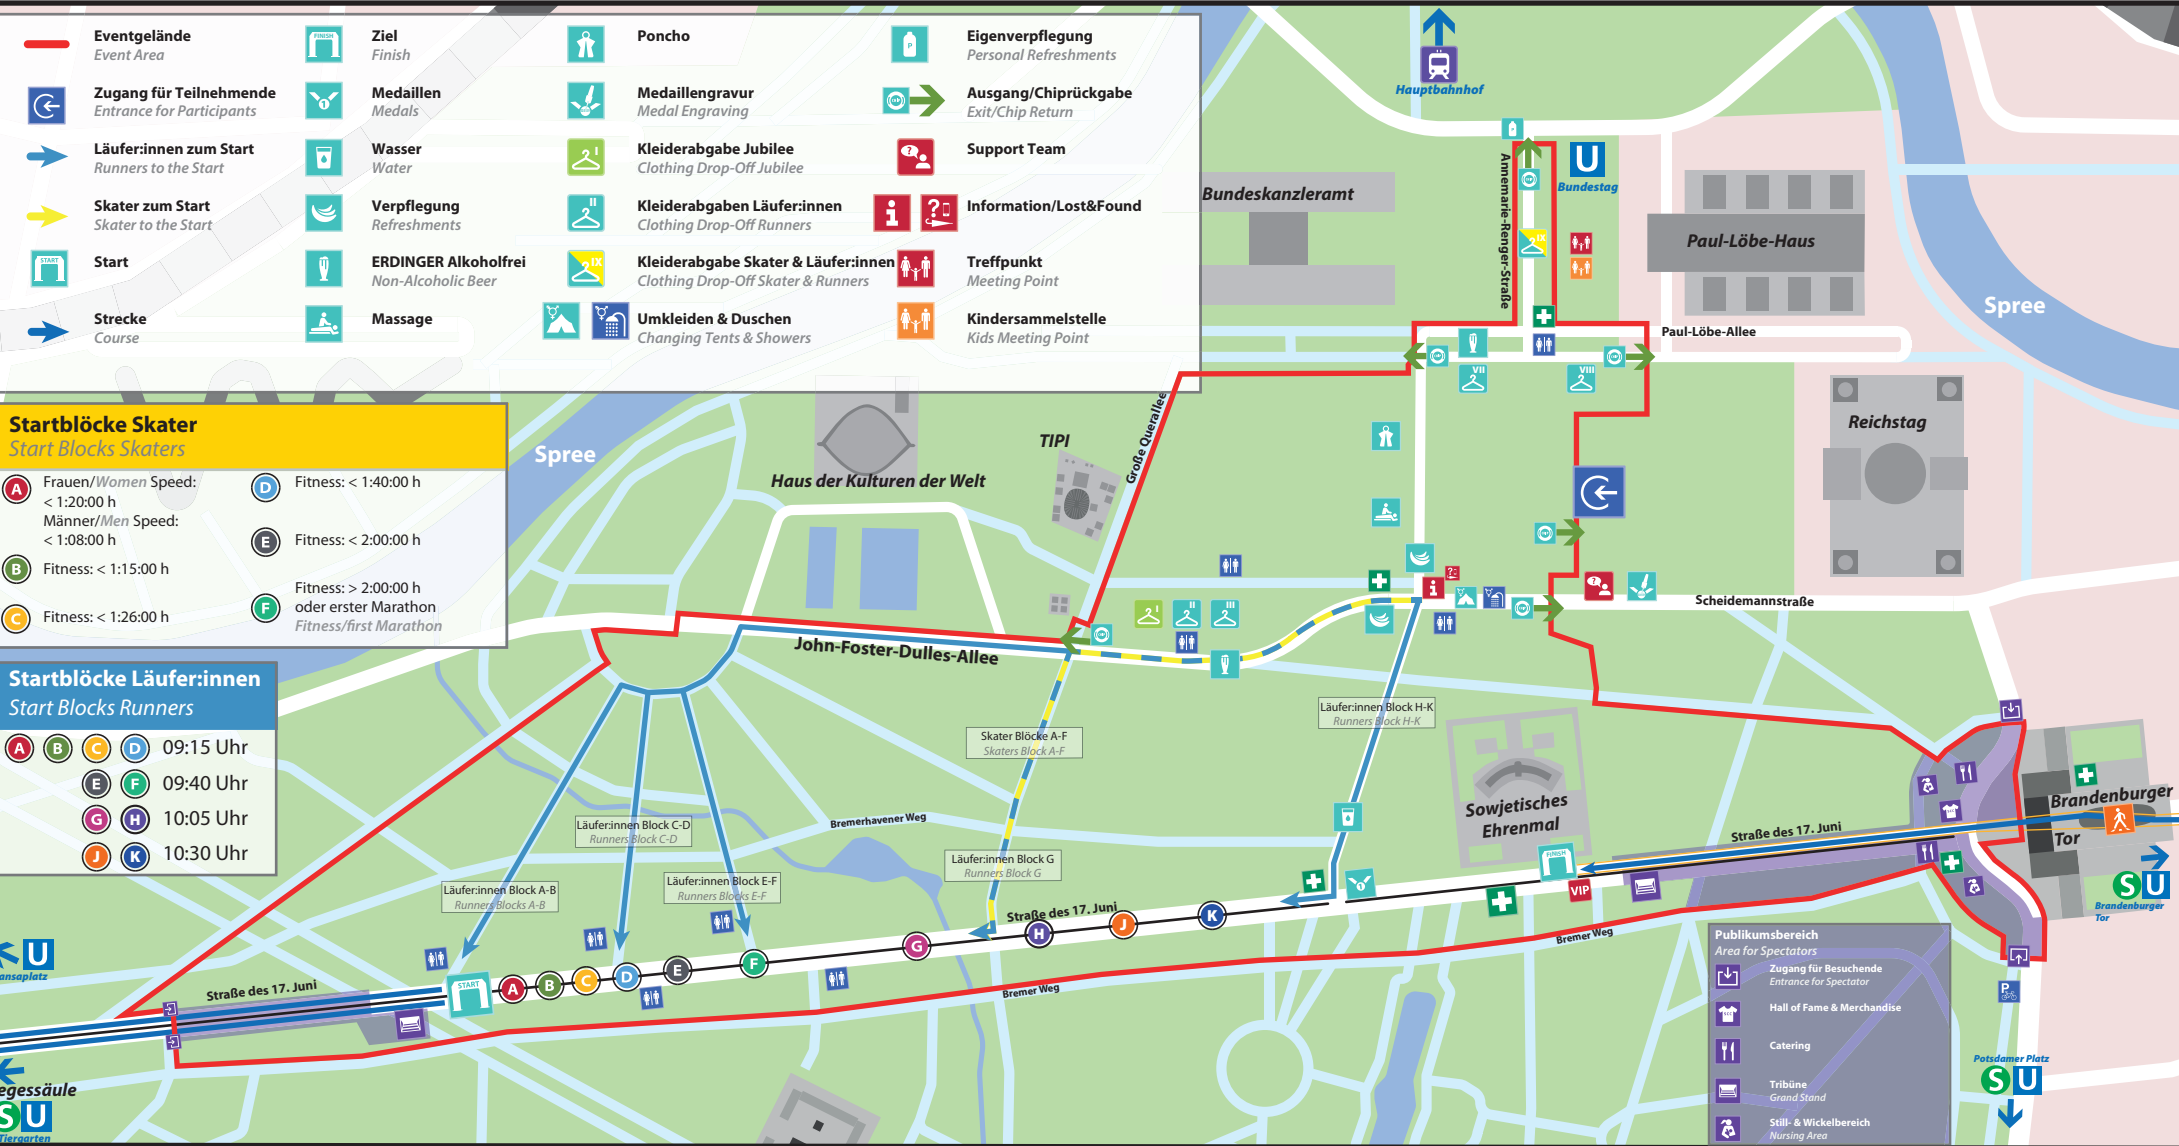 Eventgelände
Event Area
Zugang für Teilnehmende
Entrance for Participants
Läufer:innen zum Start
Runners to the Start
Skater zum Start
Skater to the Start
START
Start
Strecke
Course
FINISH
Ziel
Finish
1
Medaillen
Medals
Wasser
Water
Verpflegung
Refreshments
ERDINGER Alkoholfrei
Non-Alcoholic Beer
Massage
Poncho
Medaillengravur
Medal Engraving
I
Kleiderabgabe Jubilee
Clothing Drop-Off Jubilee
II
Kleiderabgaben Läufer:innen
Clothing Drop-Off Runners
IX
Kleiderabgabe Skater & Läufer:innen
Clothing Drop-Off Skater & Runners
Umkleiden & Duschen
Changing Tents & Showers
P
Eigenverpflegung
Personal Refreshments
Ausgang/Chiprückgabe
Exit/Chip Return
Support Team
i
?
Information/Lost&Found
Treffpunkt
Meeting Point
Kindersammelstelle
Kids Meeting Point
Startblöcke Skater
Start Blocks Skaters
A
Frauen/Women Speed:
< 1:20:00 h
Männer/Men Speed:
< 1:08:00 h
B
Fitness: < 1:15:00 h
C
Fitness: < 1:26:00 h
D
Fitness: < 1:40:00 h
E
Fitness: < 2:00:00 h
F
Fitness: > 2:00:00 h
oder erster Marathon
Fitness/first Marathon
Startblöcke Läufer:innen
Start Blocks Runners
A B C D 09:15 Uhr
E F 09:40 Uhr
G H 10:05 Uhr
J K 10:30 Uhr
Hauptbahnhof
Bundeskanzleramt
Annemarie-Renger-Straße
U
Bundestag
IX
Paul-Löbe-Haus
Spree
Paul-Löbe-Allee
VII
VIII
Reichstag
Spree
Haus der Kulturen der Welt
TIPI
Große Querallee
Scheidemannstraße
I
II
III
i
?
John-Foster-Dulles-Allee
Läufer:innen Block H-K
Runners Block H-K
Skater Blöcke A-F
Skaters Block A-F
Sowjetisches
Ehrenmal
Bremerhavener Weg
Läufer:innen Block C-D
Runners Block C-D
Läufer:innen Block G
Runners Block G
Läufer:innen Block E-F
Runners Blocks E-F
Läufer:innen Block A-B
Runners Blocks A-B
Straße des 17. Juni
Brandenburger
Tor
FINISH
VIP
1
Straße des 17. Juni
S U
Brandenburger
Tor
K
J
H
G
F
E
D
C
B
A
START
Straße des 17. Juni
Bremer Weg
Bremer Weg
U
ansaplatz
egessäule
S U
Tiergarten
P
Potsdamer Platz
S U
Publikumsbereich
Area for Spectators
Zugang für Besuchende
Entrance for Spectator
Hall of Fame & Merchandise
Catering
Tribüne
Grand Stand
Still- & Wickelbereich
Nursing Area